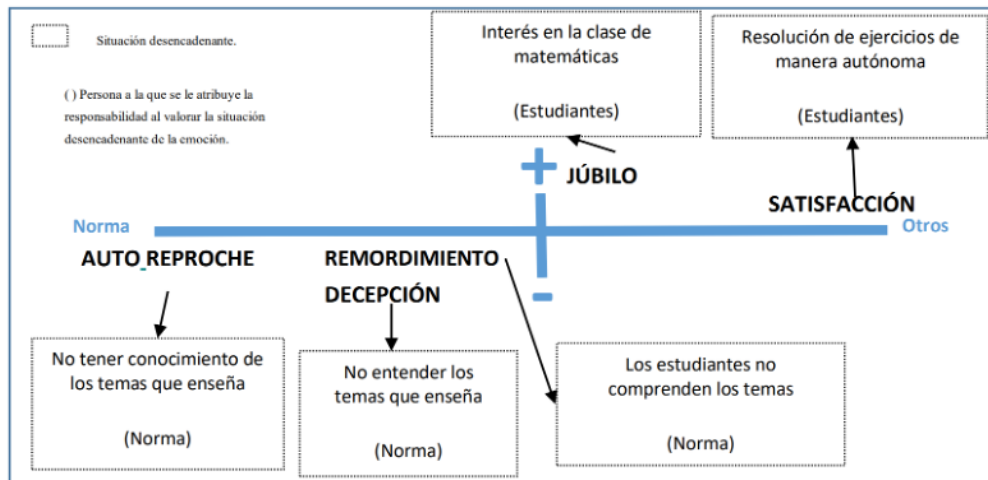 Situación desencadenante.
( ) Persona a la que se le atribuye la
responsabilidad al valorar la situación
desencadenante de la emoción.
Interés en la clase de
matemáticas
(Estudiantes)
Resolución de ejercicios de
manera autónoma
(Estudiantes)
+
JÚBILO
SATISFACCIÓN
Norma
Otros
AUTO_REPROCHE
REMORDIMIENTO
DECEPCIÓN
-
No tener conocimiento de
los temas que enseña
(Norma)
No entender los
temas que enseña
(Norma)
Los estudiantes no
comprenden los temas
(Norma)